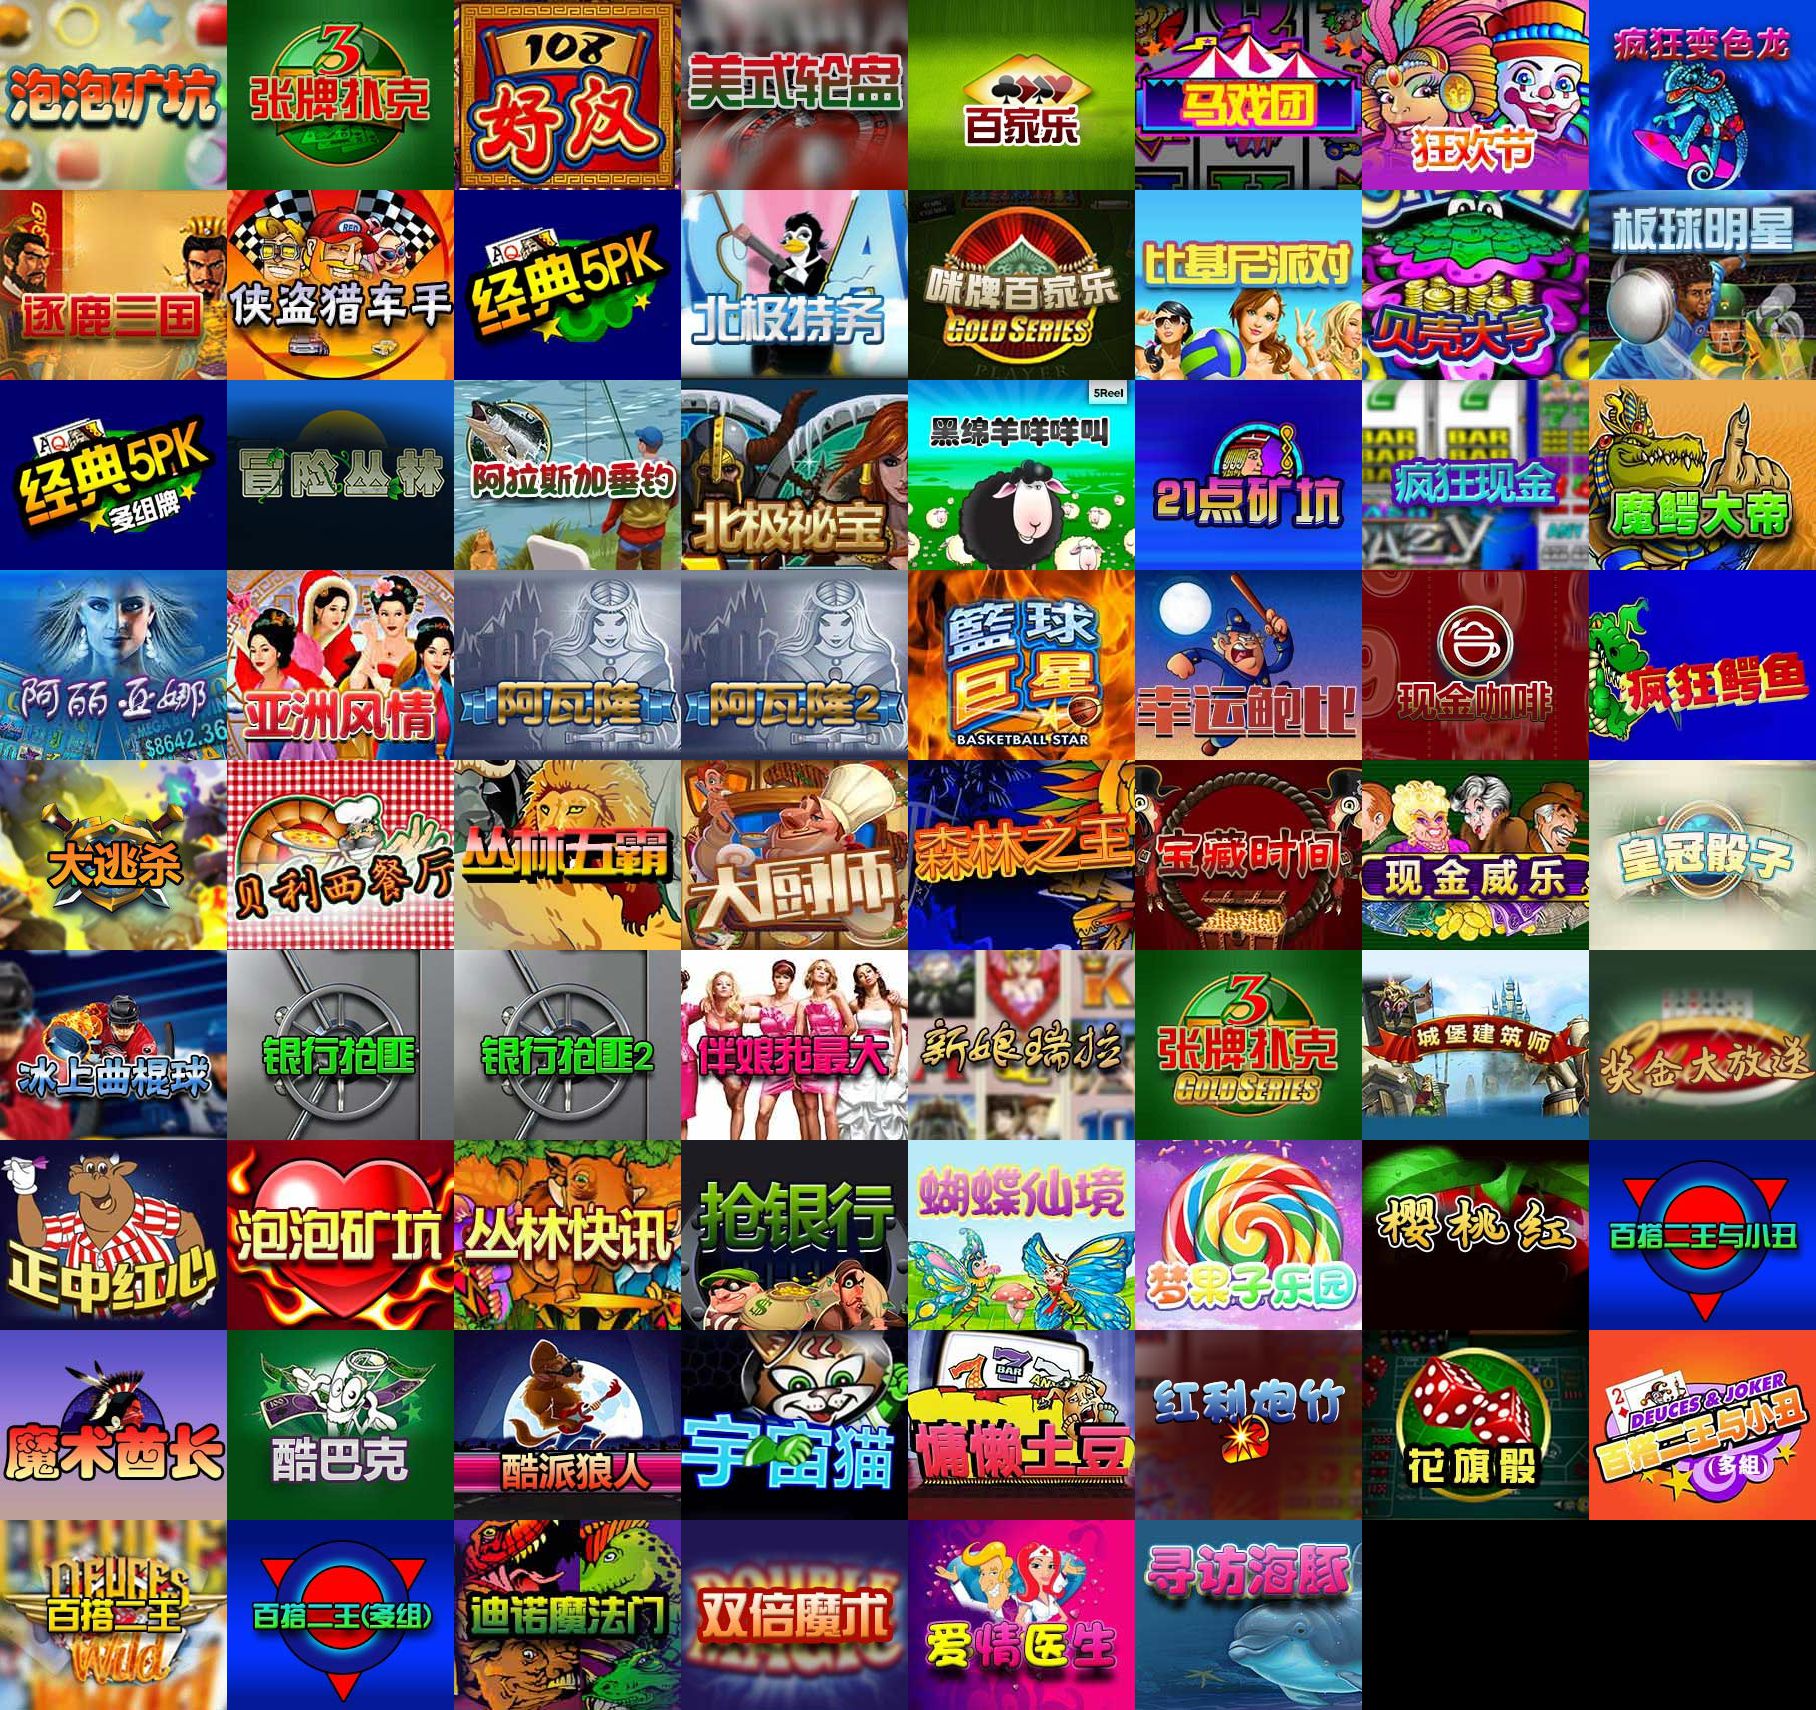 泡泡矿坑
3
张牌扑克
108
好汉
美式轮盘
百家乐
马戏团
狂欢节
疯狂变色龙
逐鹿三国
RED
侠盗猎车手
AQ
经典5PK
北极特务
咪牌百家乐
GOLD SERIES
PLAYER
比基尼派对
贝壳大亨
板球明星
AQ
经典5PK
多组牌
冒险丛林
阿拉斯加垂钓
北极祕宝
5Reel
黑绵羊咩咩叫
21点矿坑
BAR BAR
疯狂现金
魔鳄大帝
阿丽亚娜
$8642.36
亚洲风情
阿瓦隆
阿瓦隆2
籃球
巨星
BASKETBALL STAR
幸运鲍比
现金咖啡
疯狂鳄鱼
大逃杀
贝利西餐厅
丛林五霸
大厨师
森林之王
宝藏时间
现金威乐
皇冠骰子
冰上曲棍球
银行抢匪
银行抢匪2
伴娘我最大
K
10
新娘瑞拉
3
张牌扑克
GOLD SERIES
城堡建筑师
奖金大放送
正中红心
泡泡矿坑
丛林快讯
抢银行
$
蝴蝶仙境
梦果子乐园
樱桃红
百搭二王与小丑
魔术酋长
100
酷巴克
酷派狼人
宇宙猫
7 7 7
BAR
慵懒土豆
红利炮竹
花旗骰
2
DEUCES & JOKER
百搭二王与小丑
(多組)
DEUCES
百搭二王
Wild
百搭二王(多组)
迪诺魔法门
DOUBLE
双倍魔术
MAGIC
爱情医生
寻访海豚